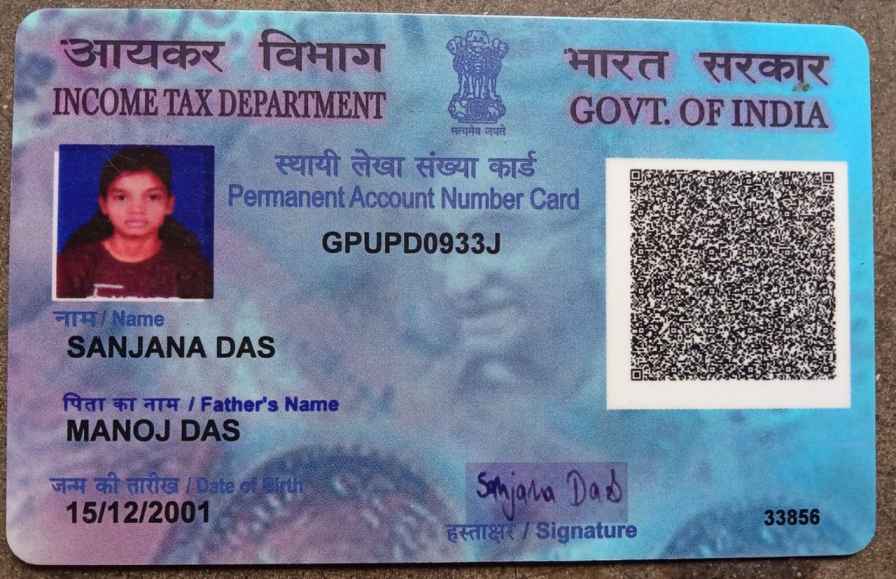 आयकर विभाग
INCOME TAX DEPARTMENT
सत्यमेव जयते
भारत सरकार
GOVT. OF INDIA
स्थायी लेखा संख्या कार्ड
Permanent Account Number Card
GPUPD0933J
नाम / Name
SANJANA DAS
पिता का नाम / Father's Name
MANOJ DAS
जन्म की तारीख / Date of Birth
15/12/2001
Sanjana Das
हस्ताक्षर / Signature
33856